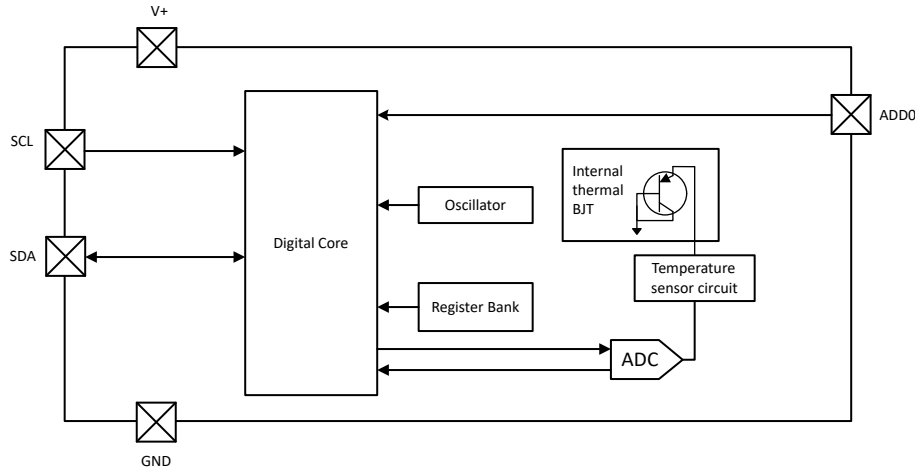 V+
SCL
ADD0
Internal
thermal
BJT
Oscillator
Digital Core
SDA
Temperature
sensor circuit
Register Bank
ADC
GND